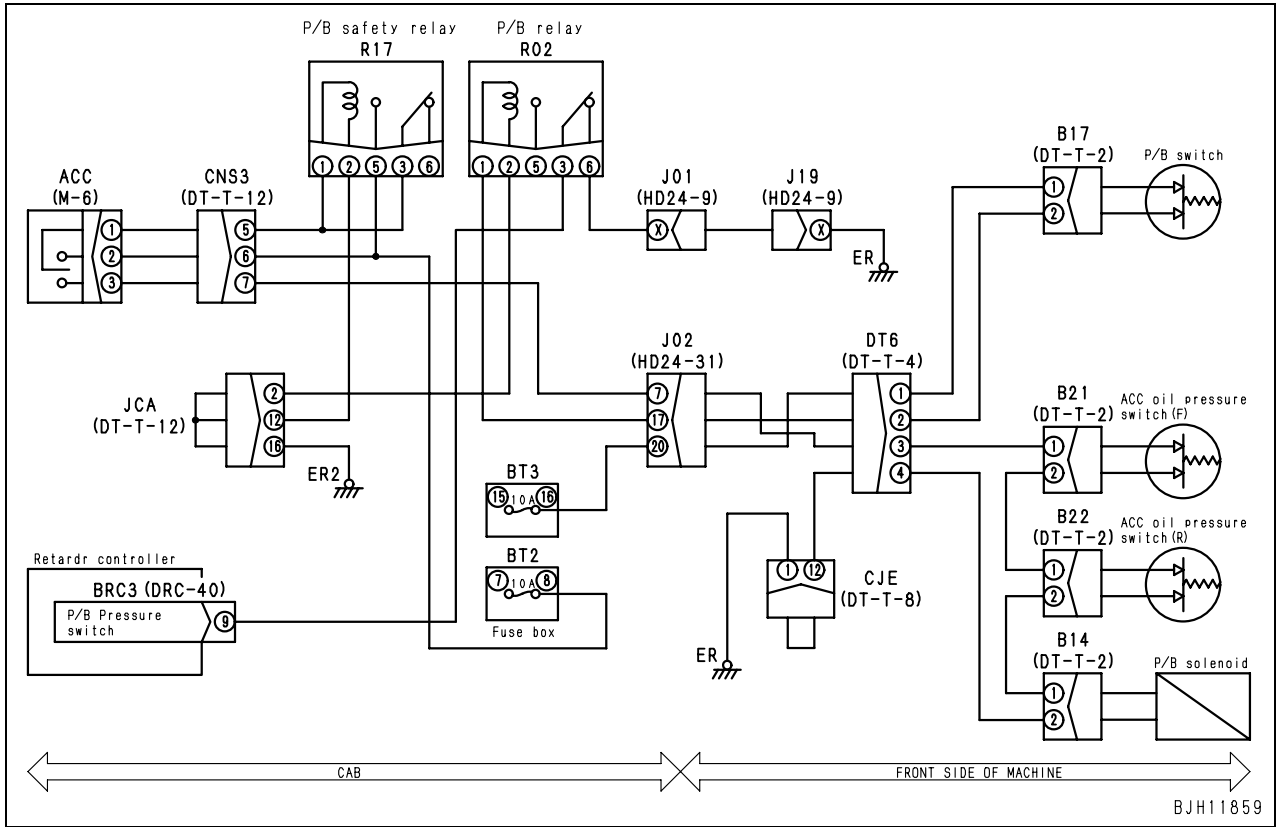 P/B safety relay
R17
P/B relay
R02
1 2 5 3 6
1 2 5 3 6
ACC
(M-6)
1
2
3
CNS3
(DT-T-12)
5
6
7
J01
(HD24-9)
X
J19
(HD24-9)
X
ER
B17
(DT-T-2)
1
2
P/B switch
JCA
(DT-T-12)
2
12
16
ER2
J02
(HD24-31)
7
17
20
DT6
(DT-T-4)
1
2
3
4
B21
(DT-T-2)
1
2
ACC oil pressure
switch(F)
BT3
15 10A 16
BT2
7 10A 8
Fuse box
B22
(DT-T-2)
1
2
ACC oil pressure
switch(R)
1 12
CJE
(DT-T-8)
ER
Retardr controller
BRC3 (DRC-40)
P/B Pressure
switch
9
B14
(DT-T-2)
1
2
P/B solenoid
CAB
FRONT SIDE OF MACHINE
BJH11859